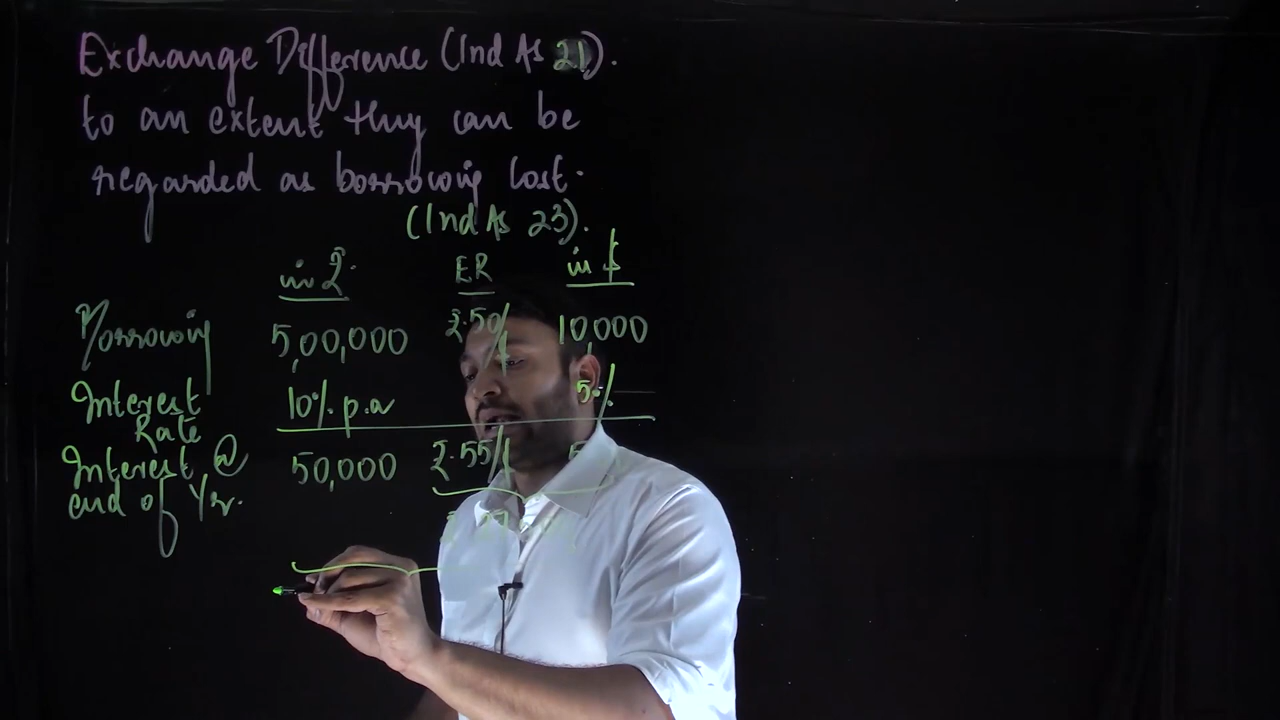 Exchange Difference (Ind As 21).
to an extent they can be
regarded as borrowing Cost.
(Ind As 23).
in ₹. ER in $
Borrowing 5,00,000 ₹.50/$ 10,000
Interest Rate 10% p.a 5%
Interest @ end of Yr. 50,000 ₹.55/$